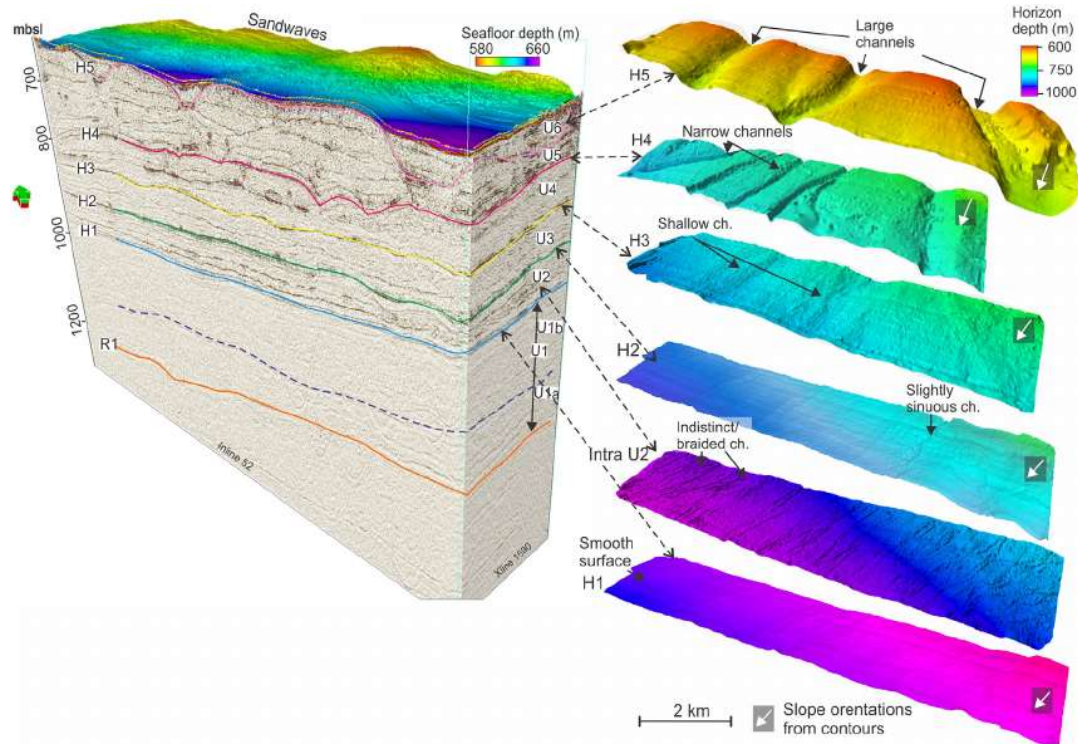 mbsl
Sandwaves
Seafloor depth (m)
580 660
700
800
1000
1200
H5
H4
H3
H2
H1
R1
U6
U5
U4
U3
U2
U1b
U1
U1a
Inline 52
Xline 1590
Large
channels
Horizon
depth (m)
600
750
1000
H5
H4
Narrow channels
Shallow ch.
H3
H2
Slightly
sinuous ch.
Indistinct/
braided ch.
Intra U2
Smooth
surface
H1
2 km
Slope orentations
from contours